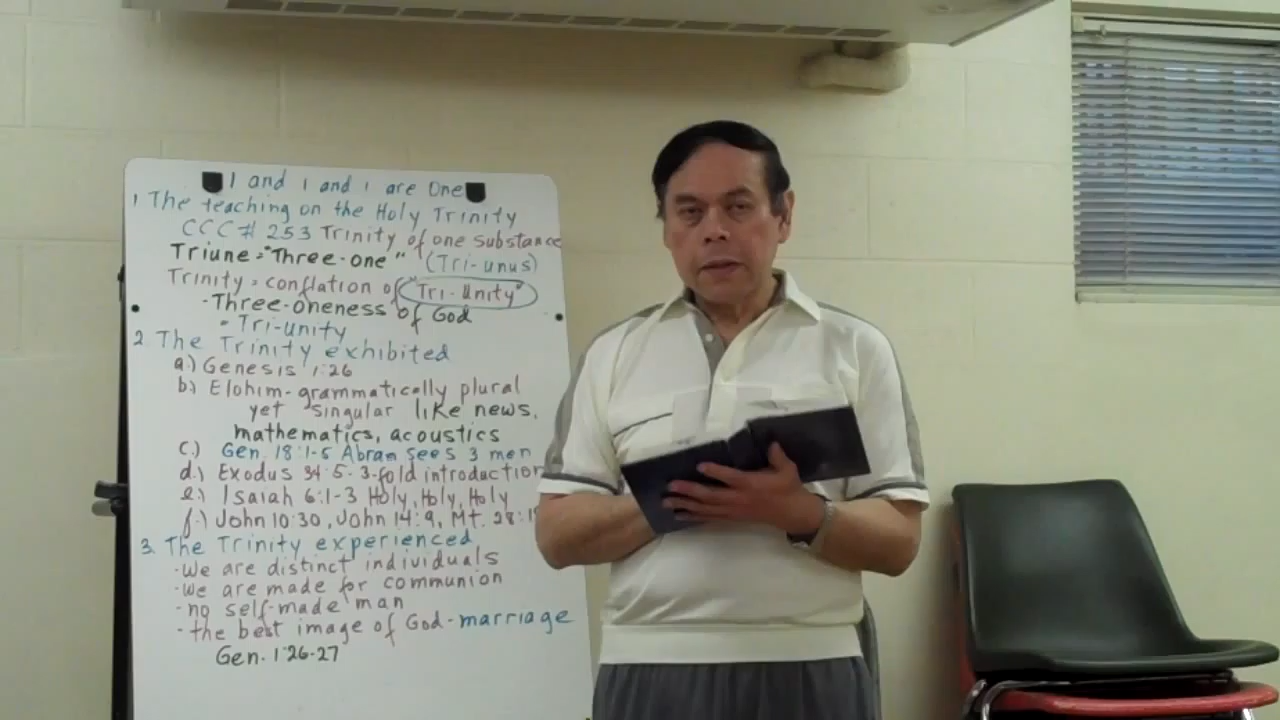 1 and 1 and 1 are One
1 The teaching on the Holy Trinity
CCC # 253 Trinity of one substance
Triune = "Three-one" (Tri-unus)
Trinity = conflation of "Tri-Unity"
- Three-oneness of God
= Tri-unity
2 The Trinity exhibited
a.) Genesis 1:26
b.) Elohim - grammatically plural
yet singular like news,
mathematics, acoustics
c.) Gen. 18:1-5 Abram sees 3 men
d.) Exodus 34:5 - 3-fold introduction
e.) Isaiah 6:1-3 Holy, Holy, Holy
f.) John 10:30, John 14:9, Mt. 28:1
3. The Trinity experienced
- we are distinct individuals
- we are made for communion
- no self-made man
- the best image of God - marriage
Gen. 1:26-27